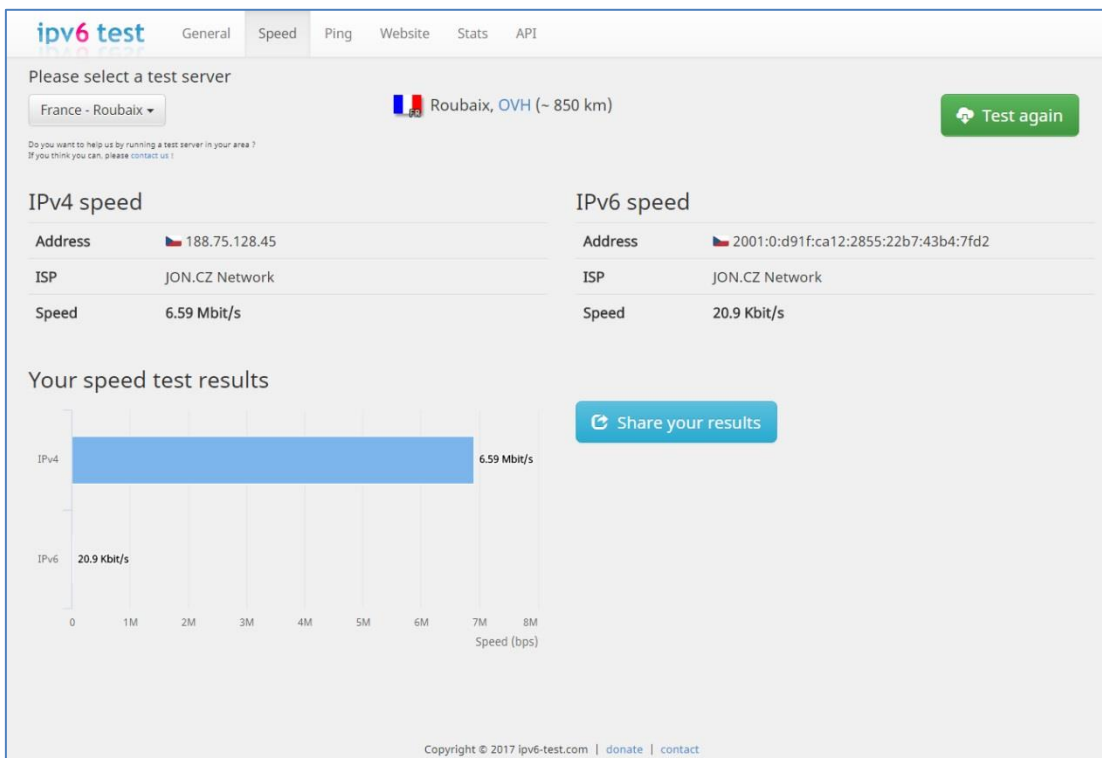 ipv6 test General Speed Ping Website Stats API
Please select a test server
France - Roubaix
FR Roubaix, OVH (~ 850 km)
Test again
Do you want to help us by running a test server in your area ?
If you think you can, please contact us !
IPv4 speed
Address 188.75.128.45
ISP JON.CZ Network
Speed 6.59 Mbit/s
IPv6 speed
Address 2001:0:d91f:ca12:2855:22b7:43b4:7fd2
ISP JON.CZ Network
Speed 20.9 Kbit/s
Your speed test results
Share your results
IPv4 6.59 Mbit/s
IPv6 20.9 Kbit/s
0 1M 2M 3M 4M 5M 6M 7M 8M
Speed (bps)
Copyright © 2017 ipv6-test.com | donate | contact